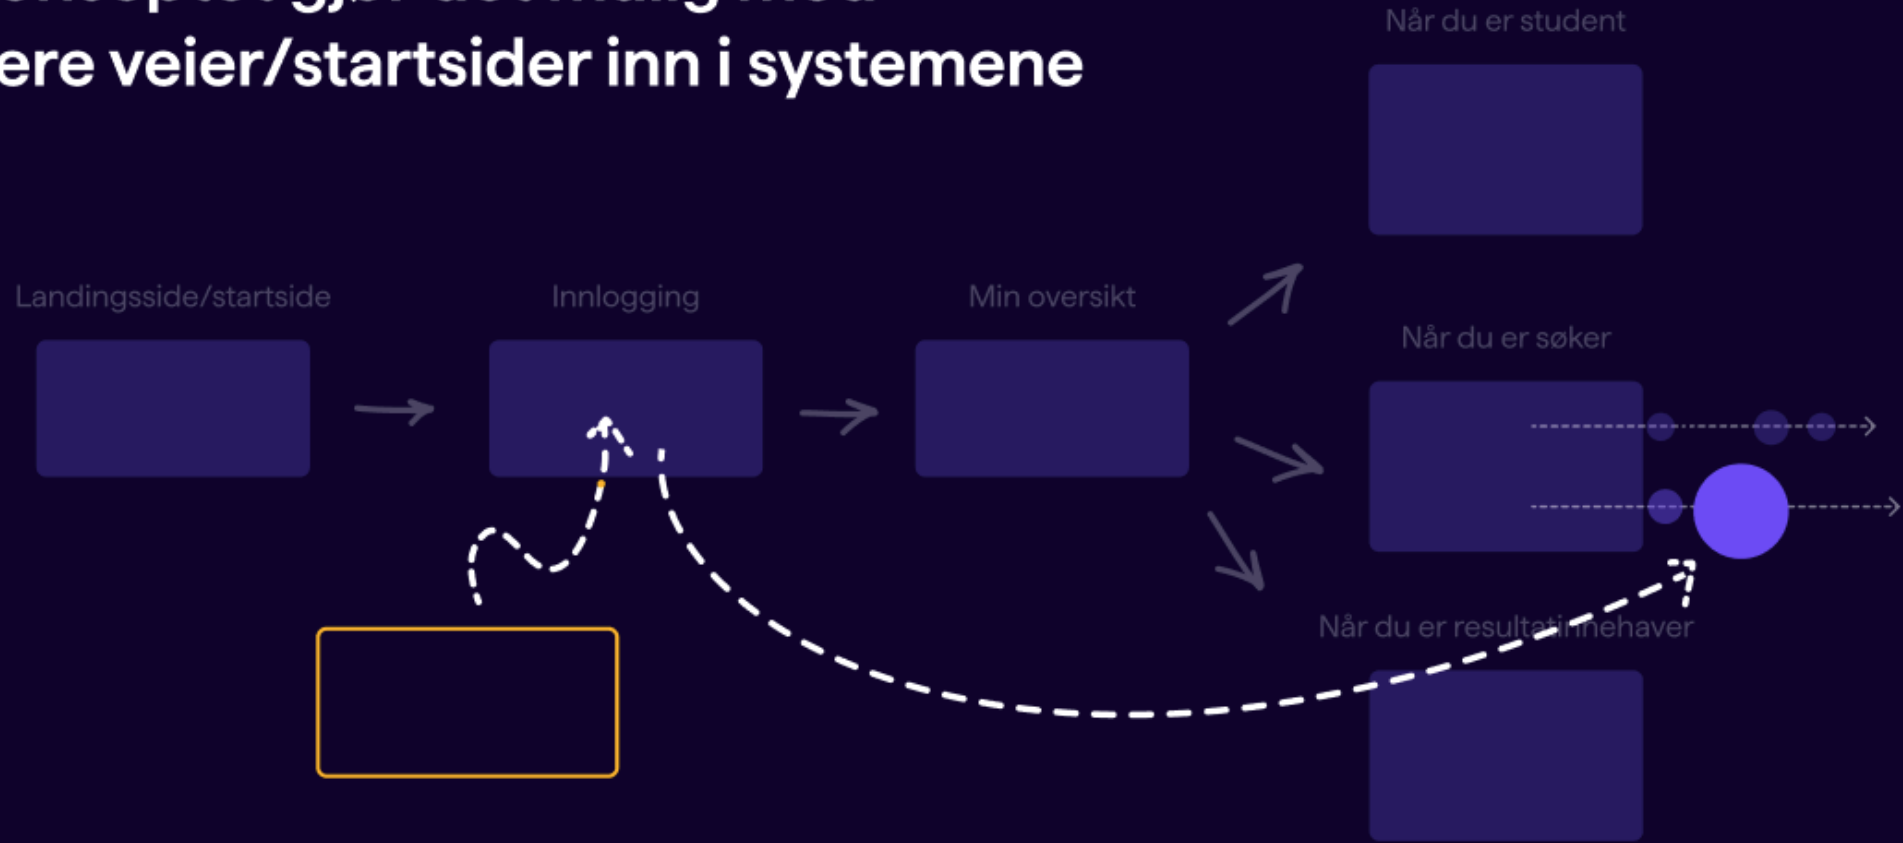 ere veier/startsider inn i systemene
Når du er student
Landingsside/startside
Innlogging
Min oversikt
Når du er søker
Når du er resultatinnehaver